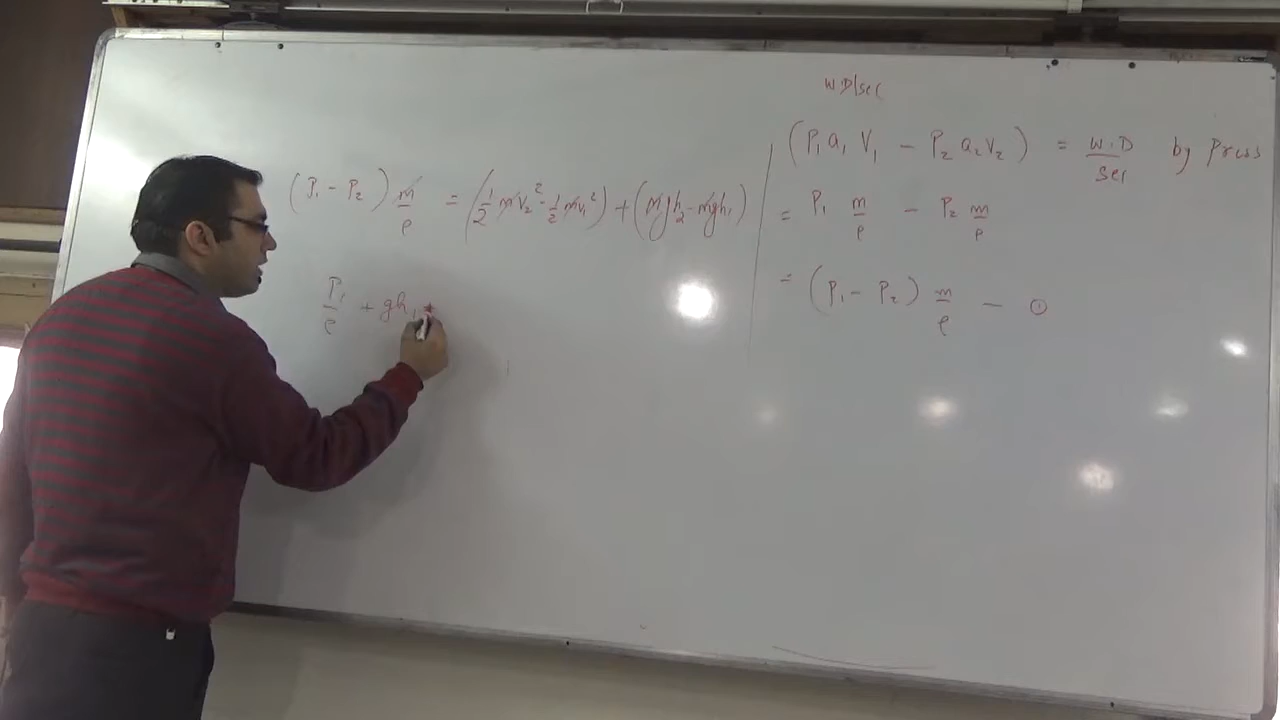 (P₁ - P₂) m/ρ = (1/2 mv₂² - 1/2 mv₁²) + (mgh₂ - mgh₁)
P₁/ρ + gh₁ +
WD/sec
(P₁ a₁ V₁ - P₂ a₂ V₂) = W.D/sec by press
= P₁ m/ρ - P₂ m/ρ
= (P₁ - P₂) m/ρ — ①